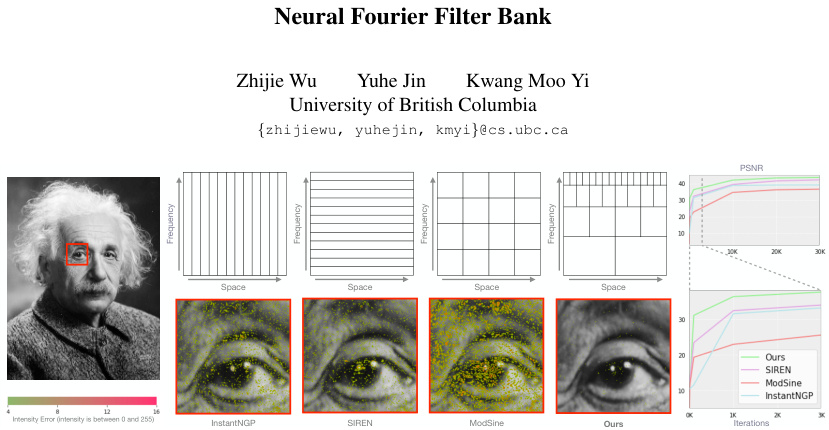 Neural Fourier Filter Bank
Zhijie Wu Yuhe Jin Kwang Moo Yi
University of British Columbia
{zhijiewu, yuhejin, kmyi}@cs.ubc.ca
Frequency
Space
Frequency
Space
Frequency
Space
Frequency
Space
PSNR
40
30
20
10
10K 20K 30K
30
20
10
0K 1K 2K 3K
Iterations
Ours
SIREN
ModSine
InstantNGP
4 8 12 16
Intensity Error (intensity is between 0 and 255)
InstantNGP
SIREN
ModSine
Ours